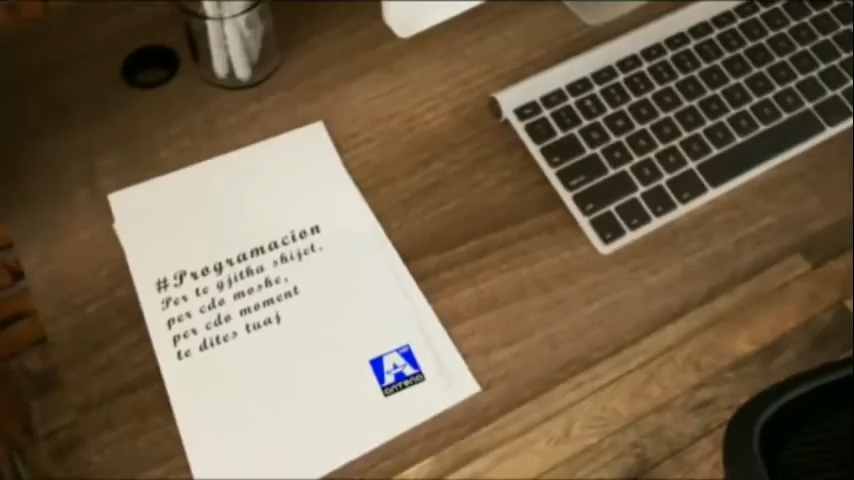 #Programacion
Per te gjitha shijet,
per cdo moshe,
per cdo moment
te dites tuaj
A